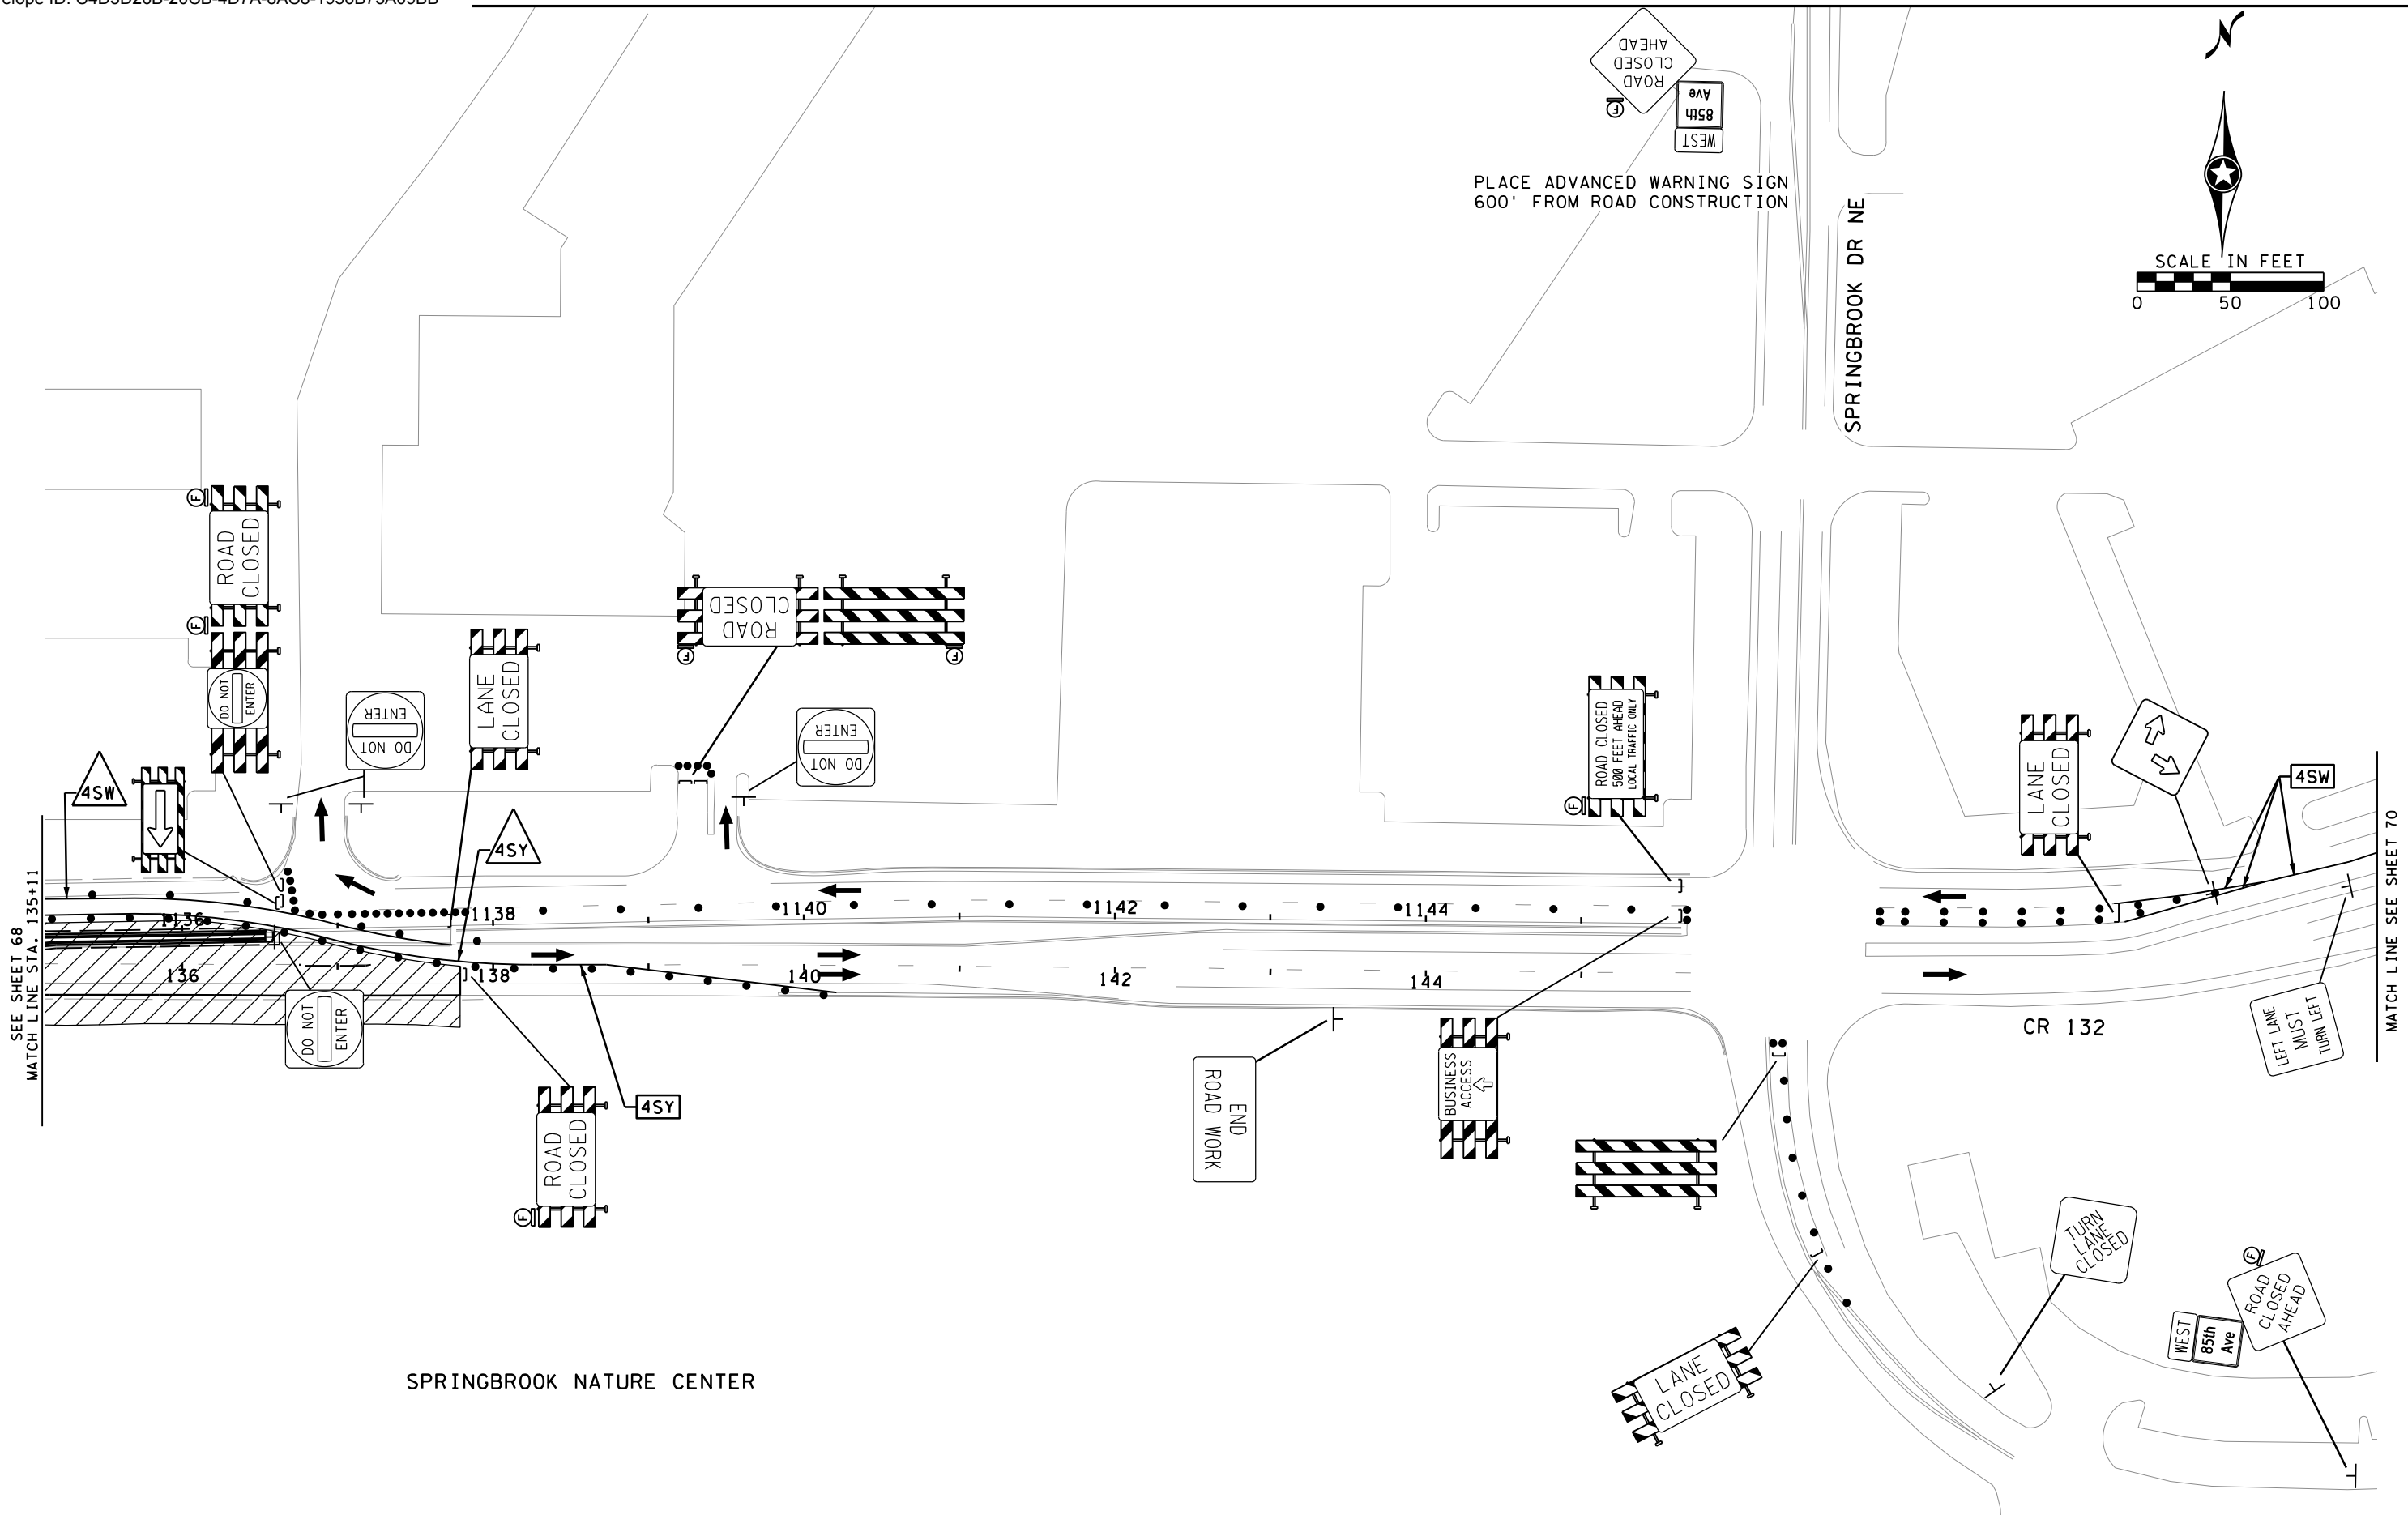 ROAD
CLOSED
AHEAD
85th
Ave
WEST
N
PLACE ADVANCED WARNING SIGN
600' FROM ROAD CONSTRUCTION
SPRINGBROOK DR NE
SCALE IN FEET
0 50 100
F
F
ROAD
CLOSED
F
DO NOT
ENTER
DO NOT
ENTER
LANE
CLOSED
ROAD
CLOSED
F
F
DO NOT
ENTER
ROAD CLOSED
500 FEET AHEAD
LOCAL TRAFFIC ONLY
F
LANE
CLOSED
4SW
4SW
4SY
SEE SHEET 68
MATCH LINE STA. 135+11
MATCH LINE SEE SHEET 70
1136
1138
1140
1142
1144
136
138
140
142
144
DO NOT
ENTER
ROAD
CLOSED
F
4SY
END
ROAD WORK
BUSINESS
ACCESS
CR 132
LEFT LANE
MUST
TURN LEFT
TURN
LANE
CLOSED
F
ROAD
CLOSED
AHEAD
WEST
85th
Ave
LANE
CLOSED
SPRINGBROOK NATURE CENTER